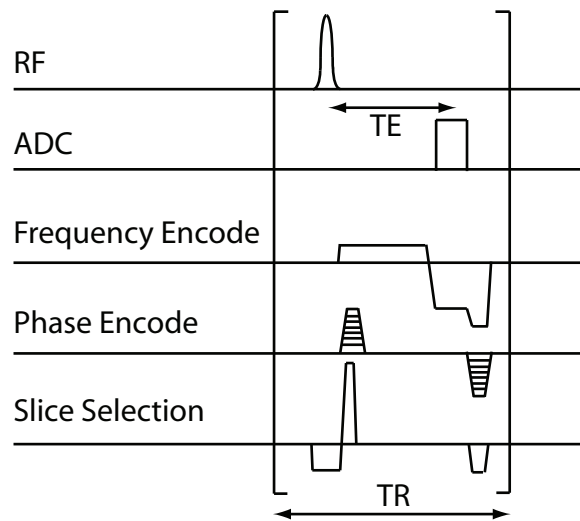 RF
TE
ADC
Frequency Encode
Phase Encode
Slice Selection
TR